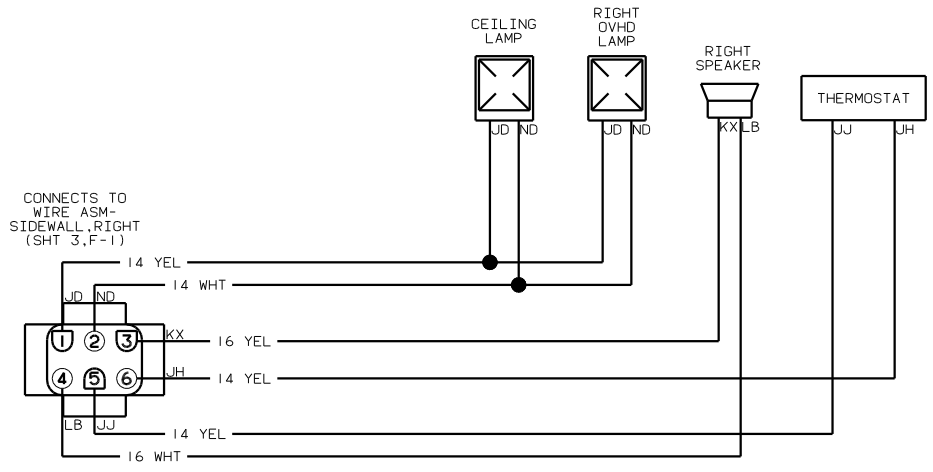 CEILING
LAMP
RIGHT
OVHD
LAMP
RIGHT
SPEAKER
THERMOSTAT
JD ND
JD ND
KX LB
JJ JH
CONNECTS TO
WIRE ASM-
SIDEWALL,RIGHT
(SHT 3,F-1)
14 YEL
14 WHT
JD ND
1 2 3
KX
16 YEL
4 5 6
JH
14 YEL
LB JJ
14 YEL
16 WHT